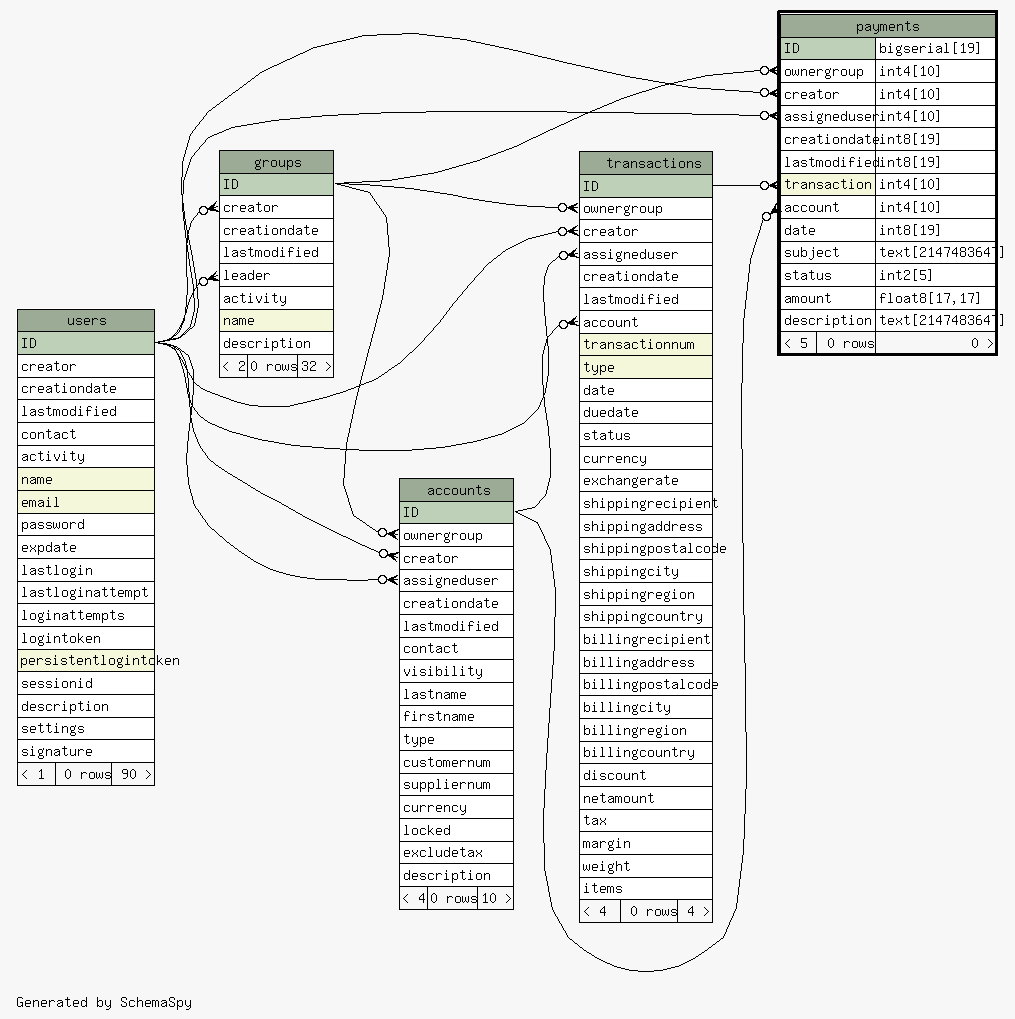 payments
ID bigserial[19]
ownergroup int4[10]
creator int4[10]
assigneduser int4[10]
creationdate int8[19]
lastmodified int8[19]
transaction int4[10]
account int4[10]
date int8[19]
subject text[2147483647]
status int2[5]
amount float8[17,17]
description text[2147483647]
< 5 0 rows 0 >
groups
ID
creator
creationdate
lastmodified
leader
activity
name
description
< 2 0 rows 32 >
transactions
ID
ownergroup
creator
assigneduser
creationdate
lastmodified
account
transactionnum
type
date
duedate
status
currency
exchangerate
shippingrecipient
shippingaddress
shippingpostalcode
shippingcity
shippingregion
shippingcountry
billingrecipient
billingaddress
billingpostalcode
billingcity
billingregion
billingcountry
discount
netamount
tax
margin
weight
items
< 4 0 rows 4 >
users
ID
creator
creationdate
lastmodified
contact
activity
name
email
password
expdate
lastlogin
lastloginattempt
loginattempts
logintoken
persistentlogintoken
sessionid
description
settings
signature
< 1 0 rows 90 >
accounts
ID
ownergroup
creator
assigneduser
creationdate
lastmodified
contact
visibility
lastname
firstname
type
customernum
suppliernum
currency
locked
excludetax
description
< 4 0 rows 10 >
Generated by SchemaSpy